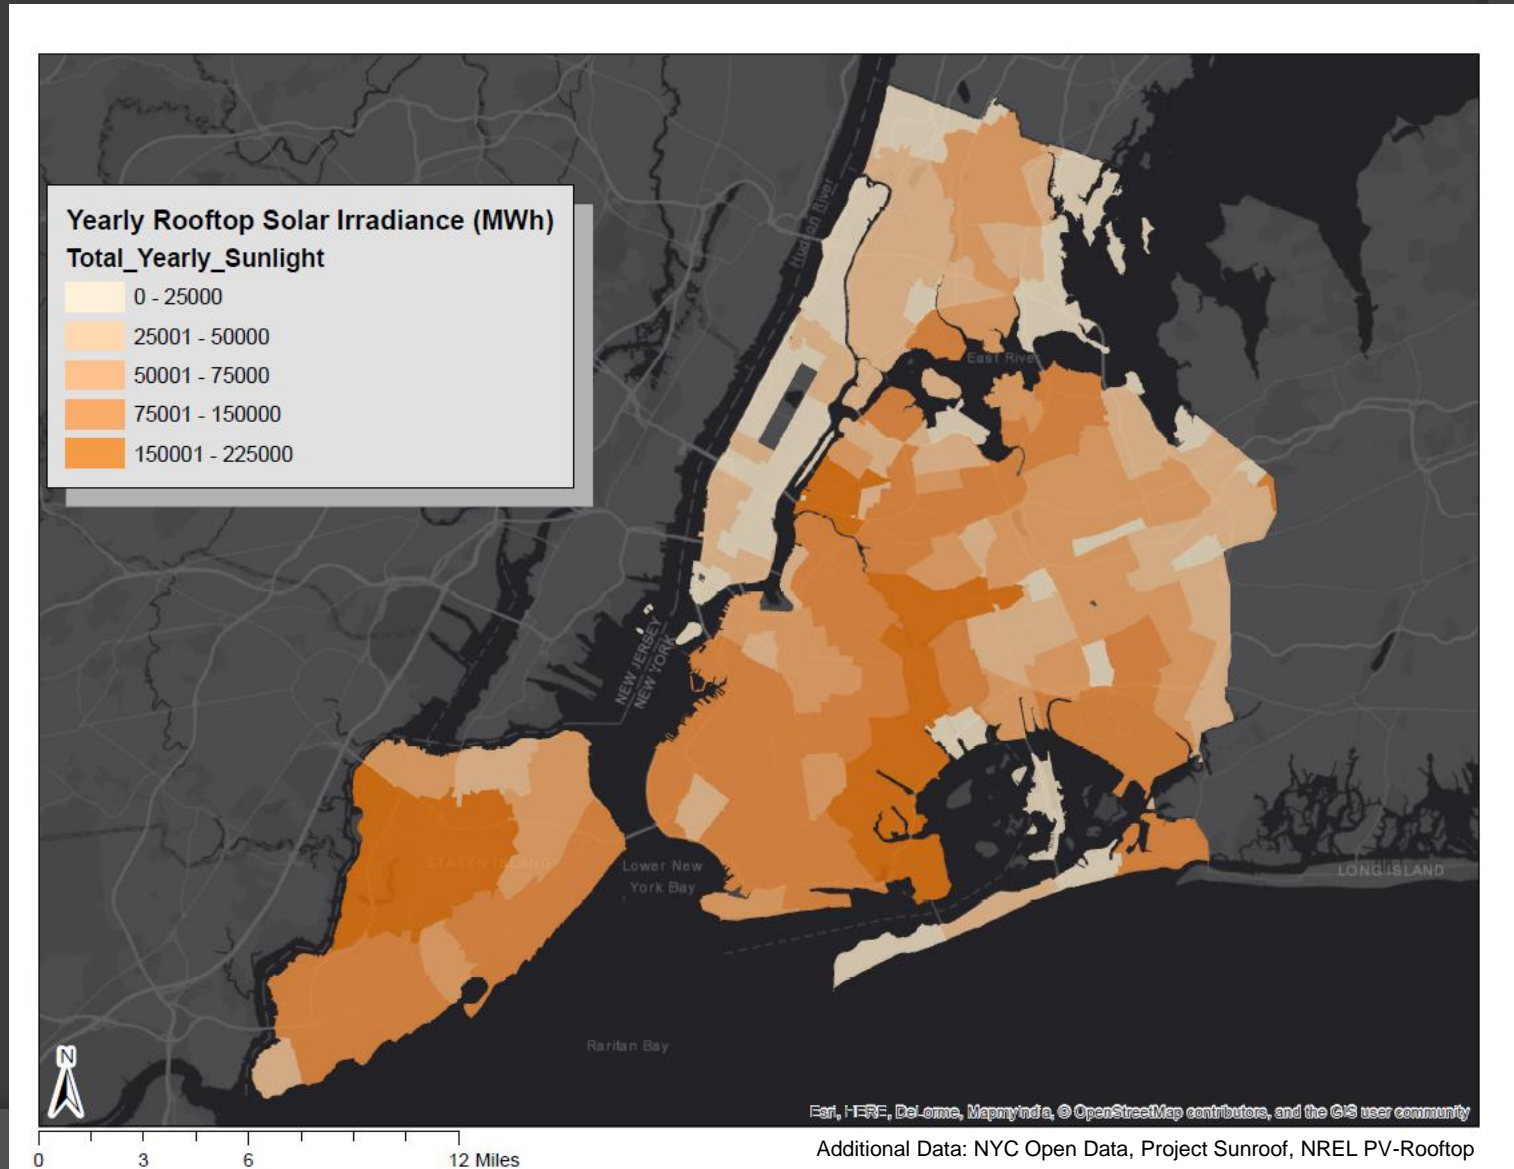 Yearly Rooftop Solar Irradiance (MWh)
Total_Yearly_Sunlight
0 - 25000
25001 - 50000
50001 - 75000
75001 - 150000
150001 - 225000
Hudson River
East River
NEW JERSEY
NEW YORK
STATEN ISLAND
Lower New
York Bay
LONG ISLAND
Raritan Bay
N
Esri, HERE, DeLorme, MapmyIndia, © OpenStreetMap contributors, and the GIS user community
0 3 6 12 Miles
Additional Data: NYC Open Data, Project Sunroof, NREL PV-Rooftop